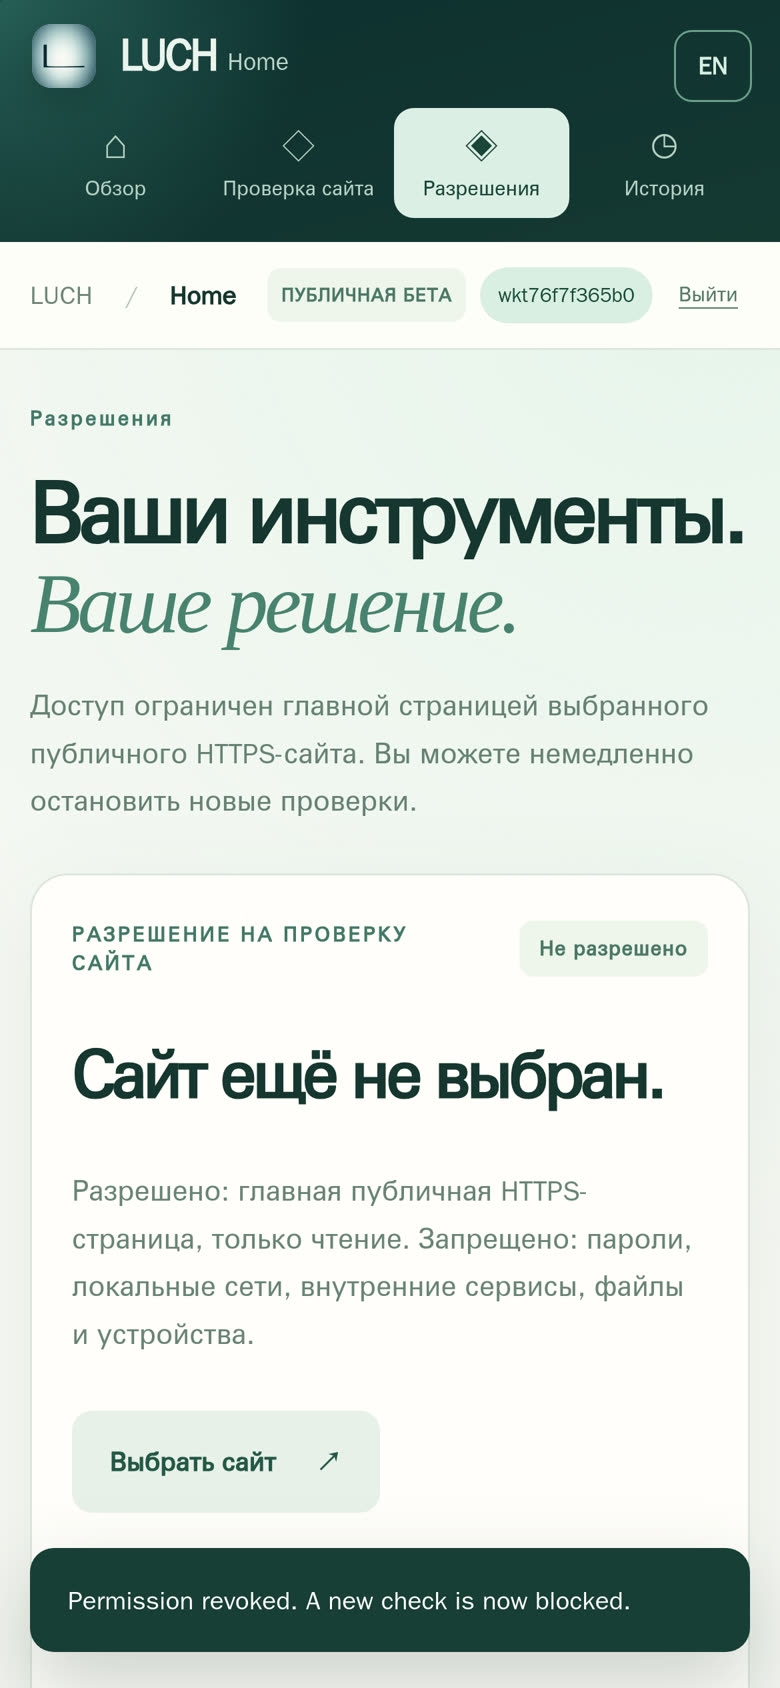 LUCH Home
EN
Обзор
Проверка сайта
Разрешения
История
LUCH / Home
ПУБЛИЧНАЯ БЕТА
wkt76f7f365b0
Выйти
Разрешения
Ваши инструменты.
Ваше решение.
Доступ ограничен главной страницей выбранного
публичного HTTPS-сайта. Вы можете немедленно
остановить новые проверки.
РАЗРЕШЕНИЕ НА ПРОВЕРКУ
САЙТА
Не разрешено
Сайт ещё не выбран.
Разрешено: главная публичная HTTPS-
страница, только чтение. Запрещено: пароли,
локальные сети, внутренние сервисы, файлы
и устройства.
Выбрать сайт ↗
Permission revoked. A new check is now blocked.